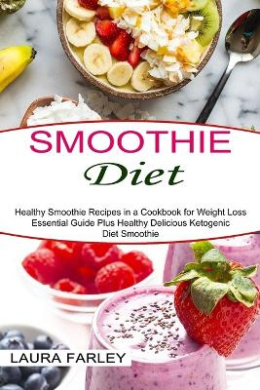 SMOOTHIE
Diet
Healthy Smoothie Recipes in a Cookbook for Weight Loss
Essential Guide Plus Healthy Delicious Ketogenic
Diet Smoothie
LAURA FARLEY